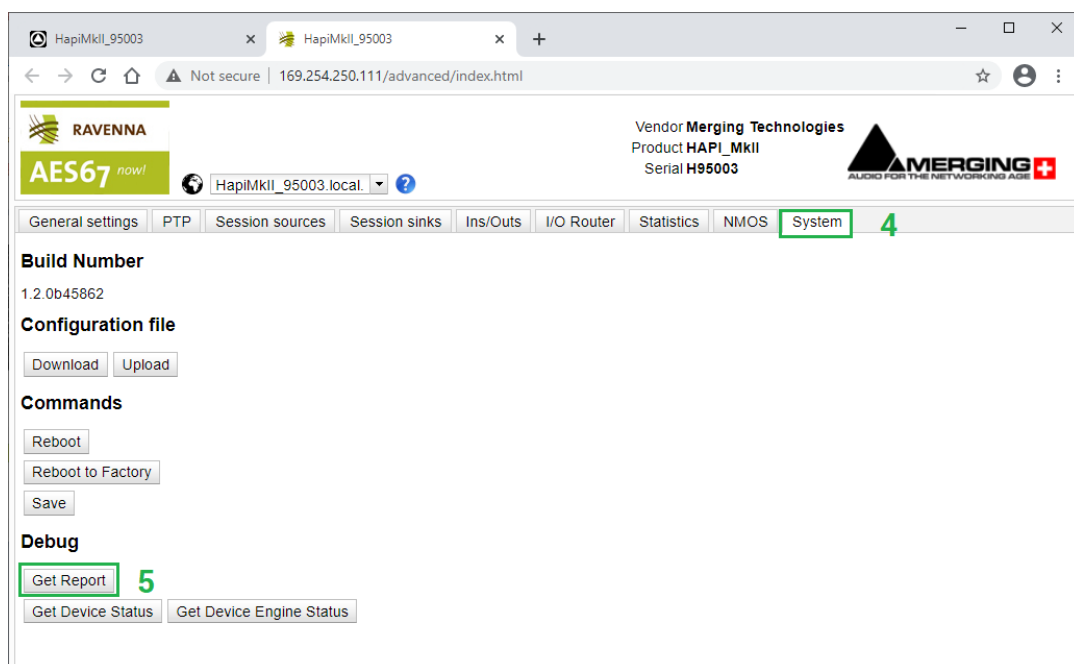 HapiMkII_95003
HapiMkII_95003
Not secure | 169.254.250.111/advanced/index.html
RAVENNA
AES67 now!
HapiMkII_95003.local.
Vendor Merging Technologies
Product HAPI_MkII
Serial H95003
MERGING
AUDIO FOR THE NETWORKING AGE
General settings PTP Session sources Session sinks Ins/Outs I/O Router Statistics NMOS System 4
Build Number
1.2.0b45862
Configuration file
Download Upload
Commands
Reboot
Reboot to Factory
Save
Debug
Get Report 5
Get Device Status Get Device Engine Status